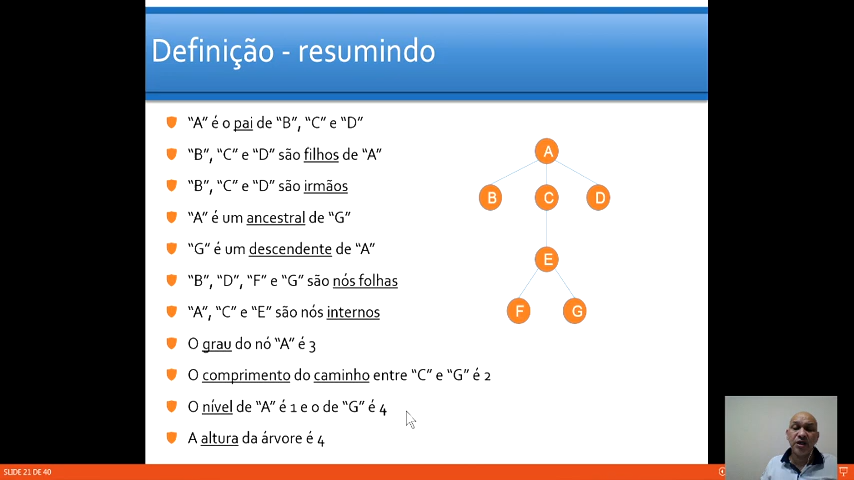 Definição - resumindo
"A" é o pai de "B", "C" e "D"
"B", "C" e "D" são filhos de "A"
"B", "C" e "D" são irmãos
"A" é um ancestral de "G"
"G" é um descendente de "A"
"B", "D", "F" e "G" são nós folhas
"A", "C" e "E" são nós internos
O grau do nó "A" é 3
O comprimento do caminho entre "C" e "G" é 2
O nível de "A" é 1 e o de "G" é 4
A altura da árvore é 4
A
B C D
E
F G
SLIDE 21 DE 40